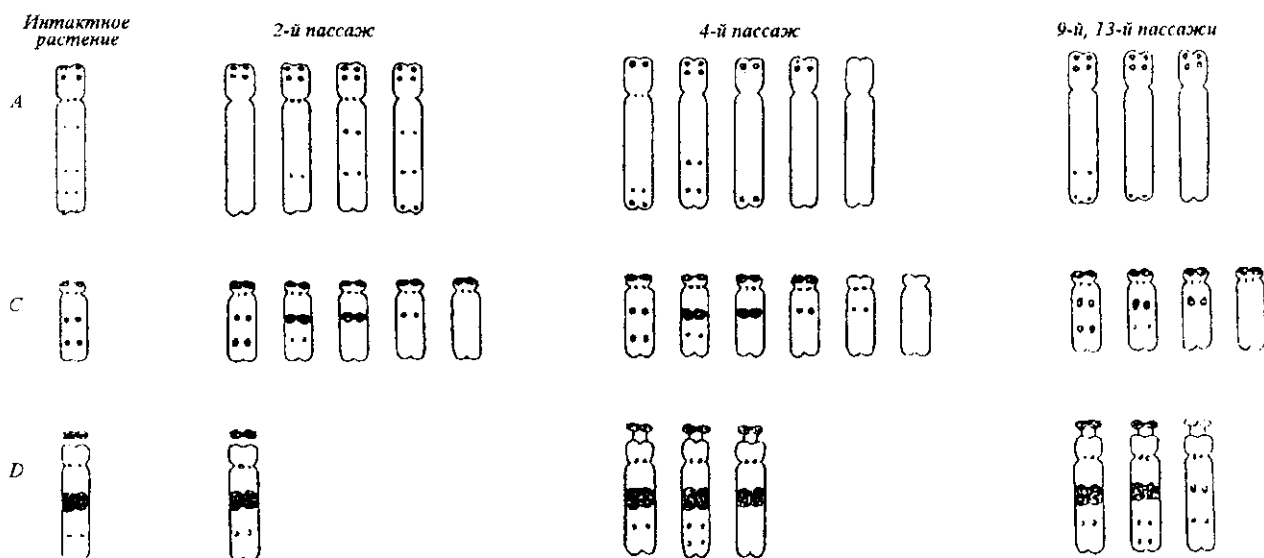 Интактное
растение
2-й пассаж
4-й пассаж
9-й, 13-й пассажи
A
C
D